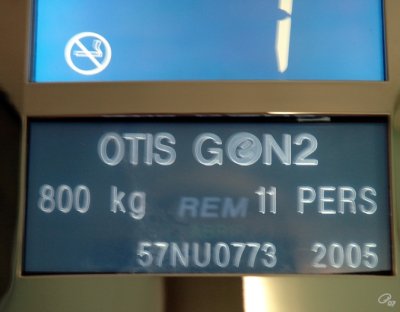 OTIS GeN2
800 kg REM 11 PERS
57NU0773 2005